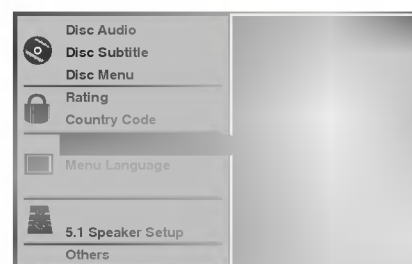 Disc Audio
Disc Subtitle
Disc Menu
Rating
Country Code
Menu Language
5.1 Speaker Setup
Others